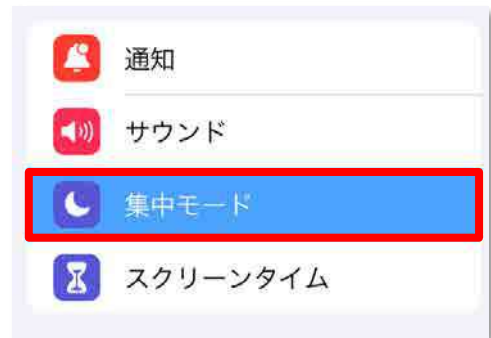 通知
サウンド
集中モード
スクリーンタイム